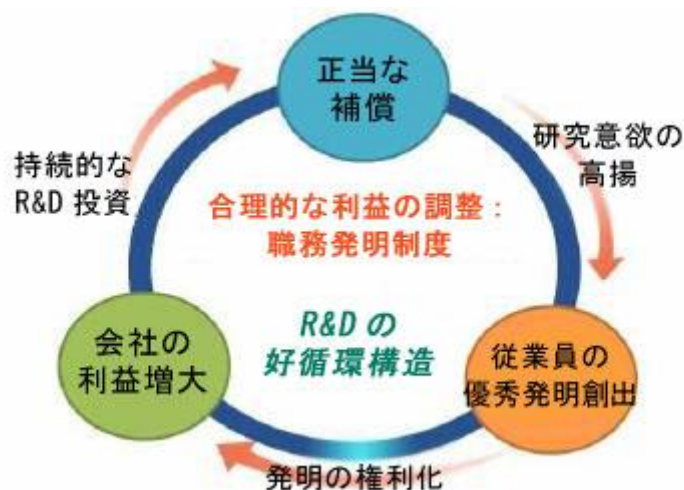 正当な
補償
研究意欲の
高揚
持続的な
R&D 投資
合理的な利益の調整：
職務発明制度
R&D の
好循環構造
会社の
利益増大
従業員の
優秀発明創出
発明の権利化